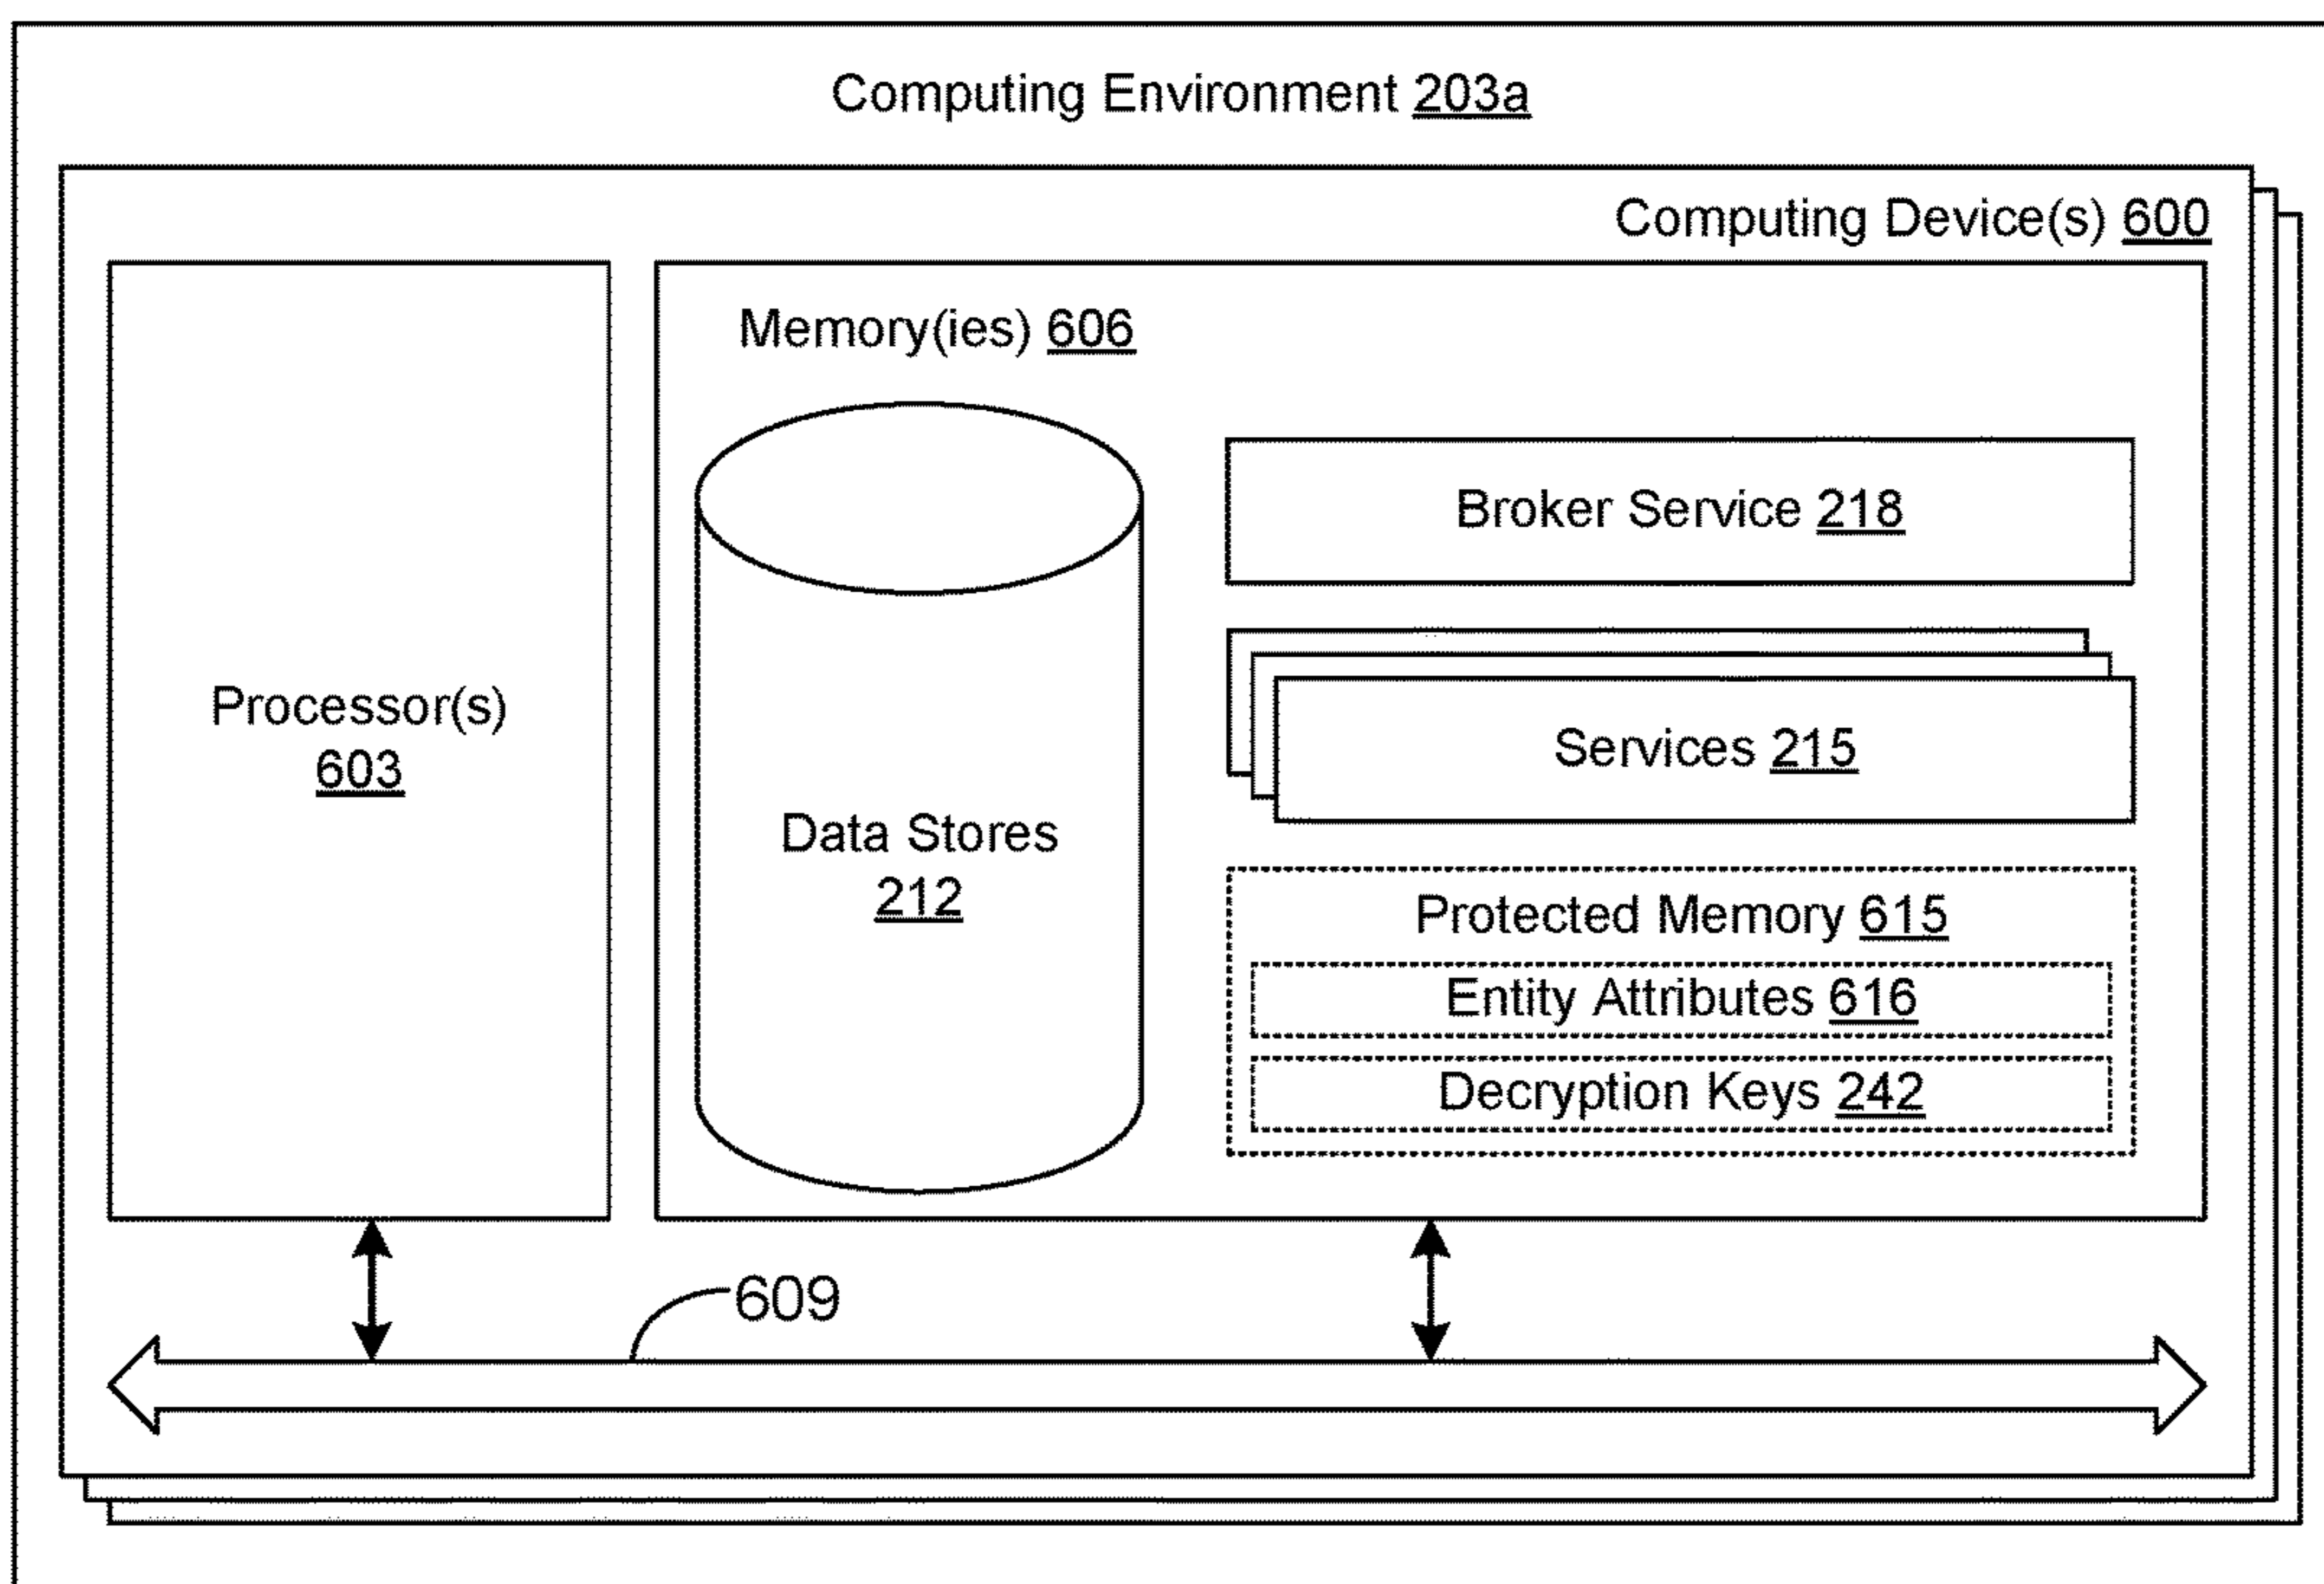 Computing Environment 203a
Computing Device(s) 600
Memory(ies) 606
Broker Service 218
Processor(s)
603
Services 215
Data Stores
212
Protected Memory 615
Entity Attributes 616
Decryption Keys 242
609